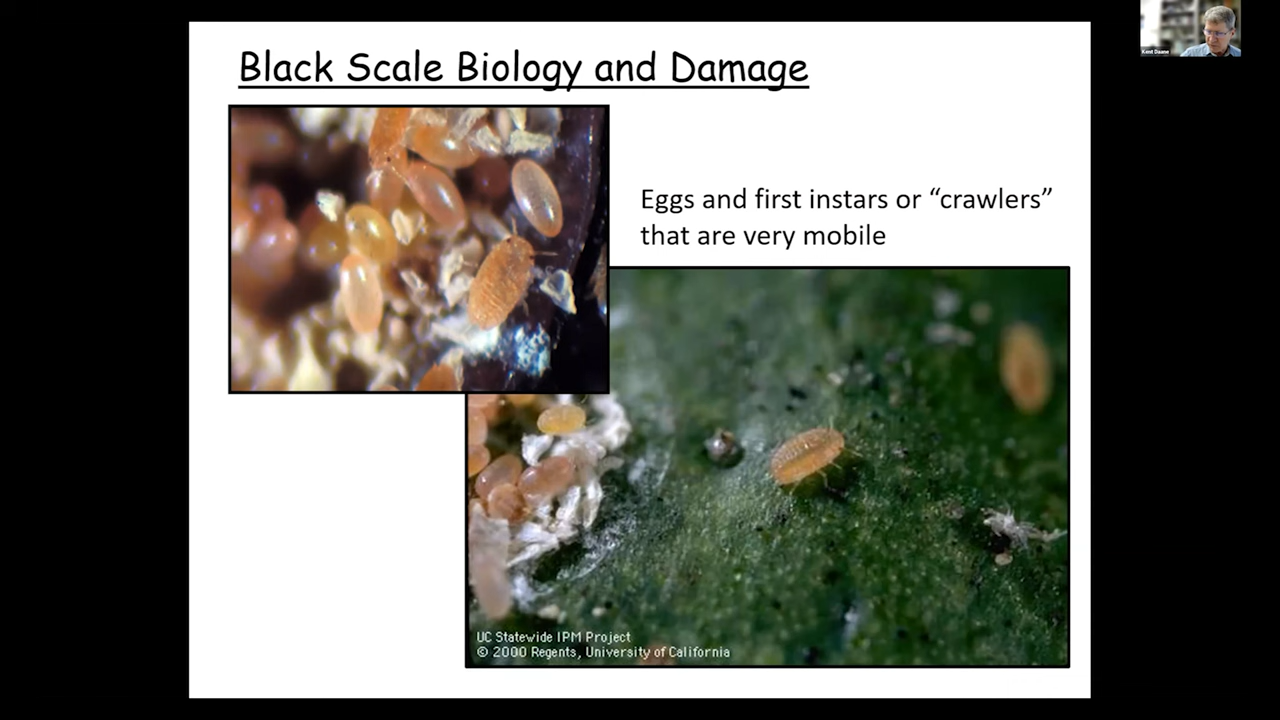 Black Scale Biology and Damage
Eggs and first instars or “crawlers”
that are very mobile
UC Statewide IPM Project
© 2000 Regents, University of California
Kent Daane